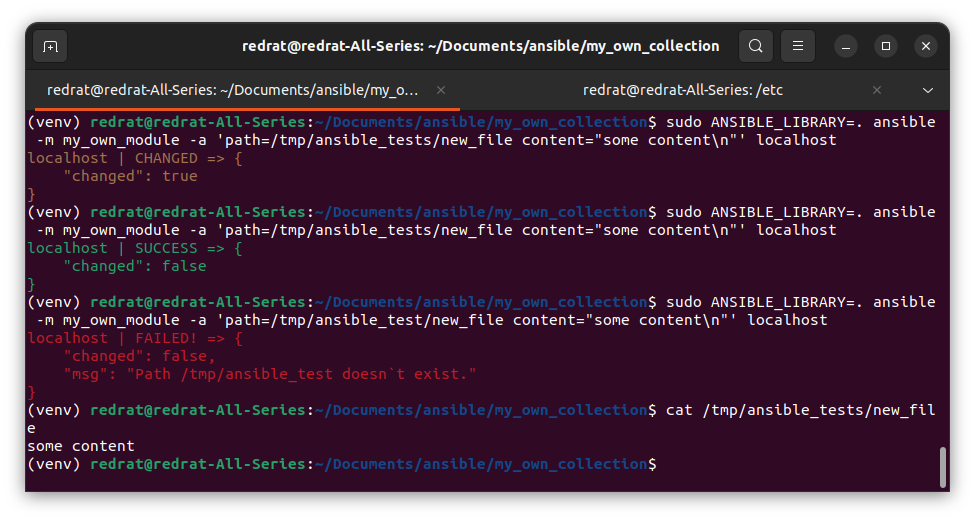 redrat@redrat-All-Series: ~/Documents/ansible/my_own_collection
redrat@redrat-All-Series: ~/Documents/ansible/my_o...
redrat@redrat-All-Series: /etc
(venv) redrat@redrat-All-Series:~/Documents/ansible/my_own_collection$ sudo ANSIBLE_LIBRARY=. ansible
 -m my_own_module -a 'path=/tmp/ansible_tests/new_file content="some content\n"' localhost
localhost | CHANGED => {
    "changed": true
}
(venv) redrat@redrat-All-Series:~/Documents/ansible/my_own_collection$ sudo ANSIBLE_LIBRARY=. ansible
 -m my_own_module -a 'path=/tmp/ansible_tests/new_file content="some content\n"' localhost
localhost | SUCCESS => {
    "changed": false
}
(venv) redrat@redrat-All-Series:~/Documents/ansible/my_own_collection$ sudo ANSIBLE_LIBRARY=. ansible
 -m my_own_module -a 'path=/tmp/ansible_test/new_file content="some content\n"' localhost
localhost | FAILED! => {
    "changed": false,
    "msg": "Path /tmp/ansible_test doesn`t exist."
}
(venv) redrat@redrat-All-Series:~/Documents/ansible/my_own_collection$ cat /tmp/ansible_tests/new_fil
e
some content
(venv) redrat@redrat-All-Series:~/Documents/ansible/my_own_collection$